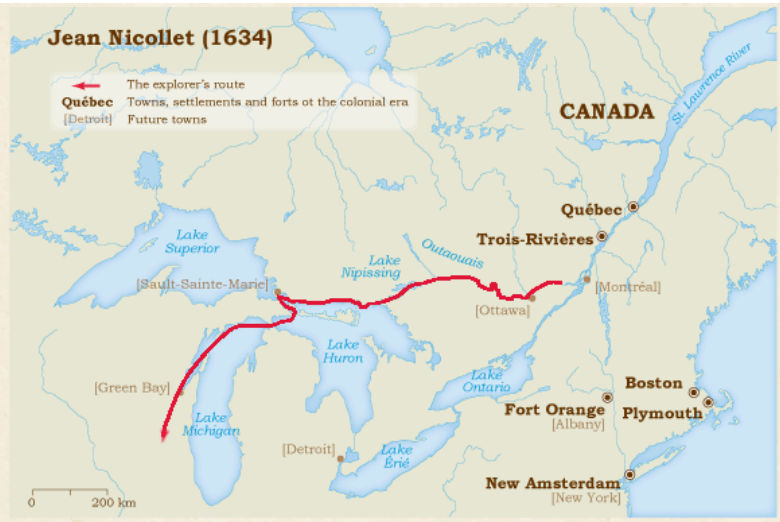 Jean Nicollet (1634)
The explorer's route
Québec Towns, settlements and forts ot the colonial era
[Detroit] Future towns
CANADA
St. Lawrence River
Québec
Trois-Rivières
Lake
Superior
Outaouais
Lake
Nipissing
[Sault-Sainte-Marie]
[Montréal]
[Ottawa]
Lake
Huron
[Green Bay]
Lake
Ontario
Boston
Fort Orange
Plymouth
[Albany]
Lake
Michigan
[Detroit]
Lake
Érié
New Amsterdam
[New York]
0 200 km